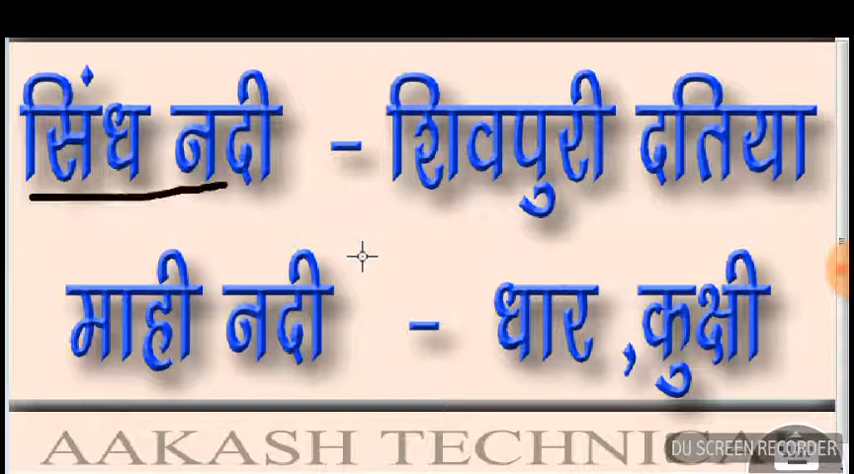 सिंध नदी - शिवपुरी दतिया
माही नदी - धार ,कुक्षी
AAKASH TECHNICA
DU SCREEN RECORDER